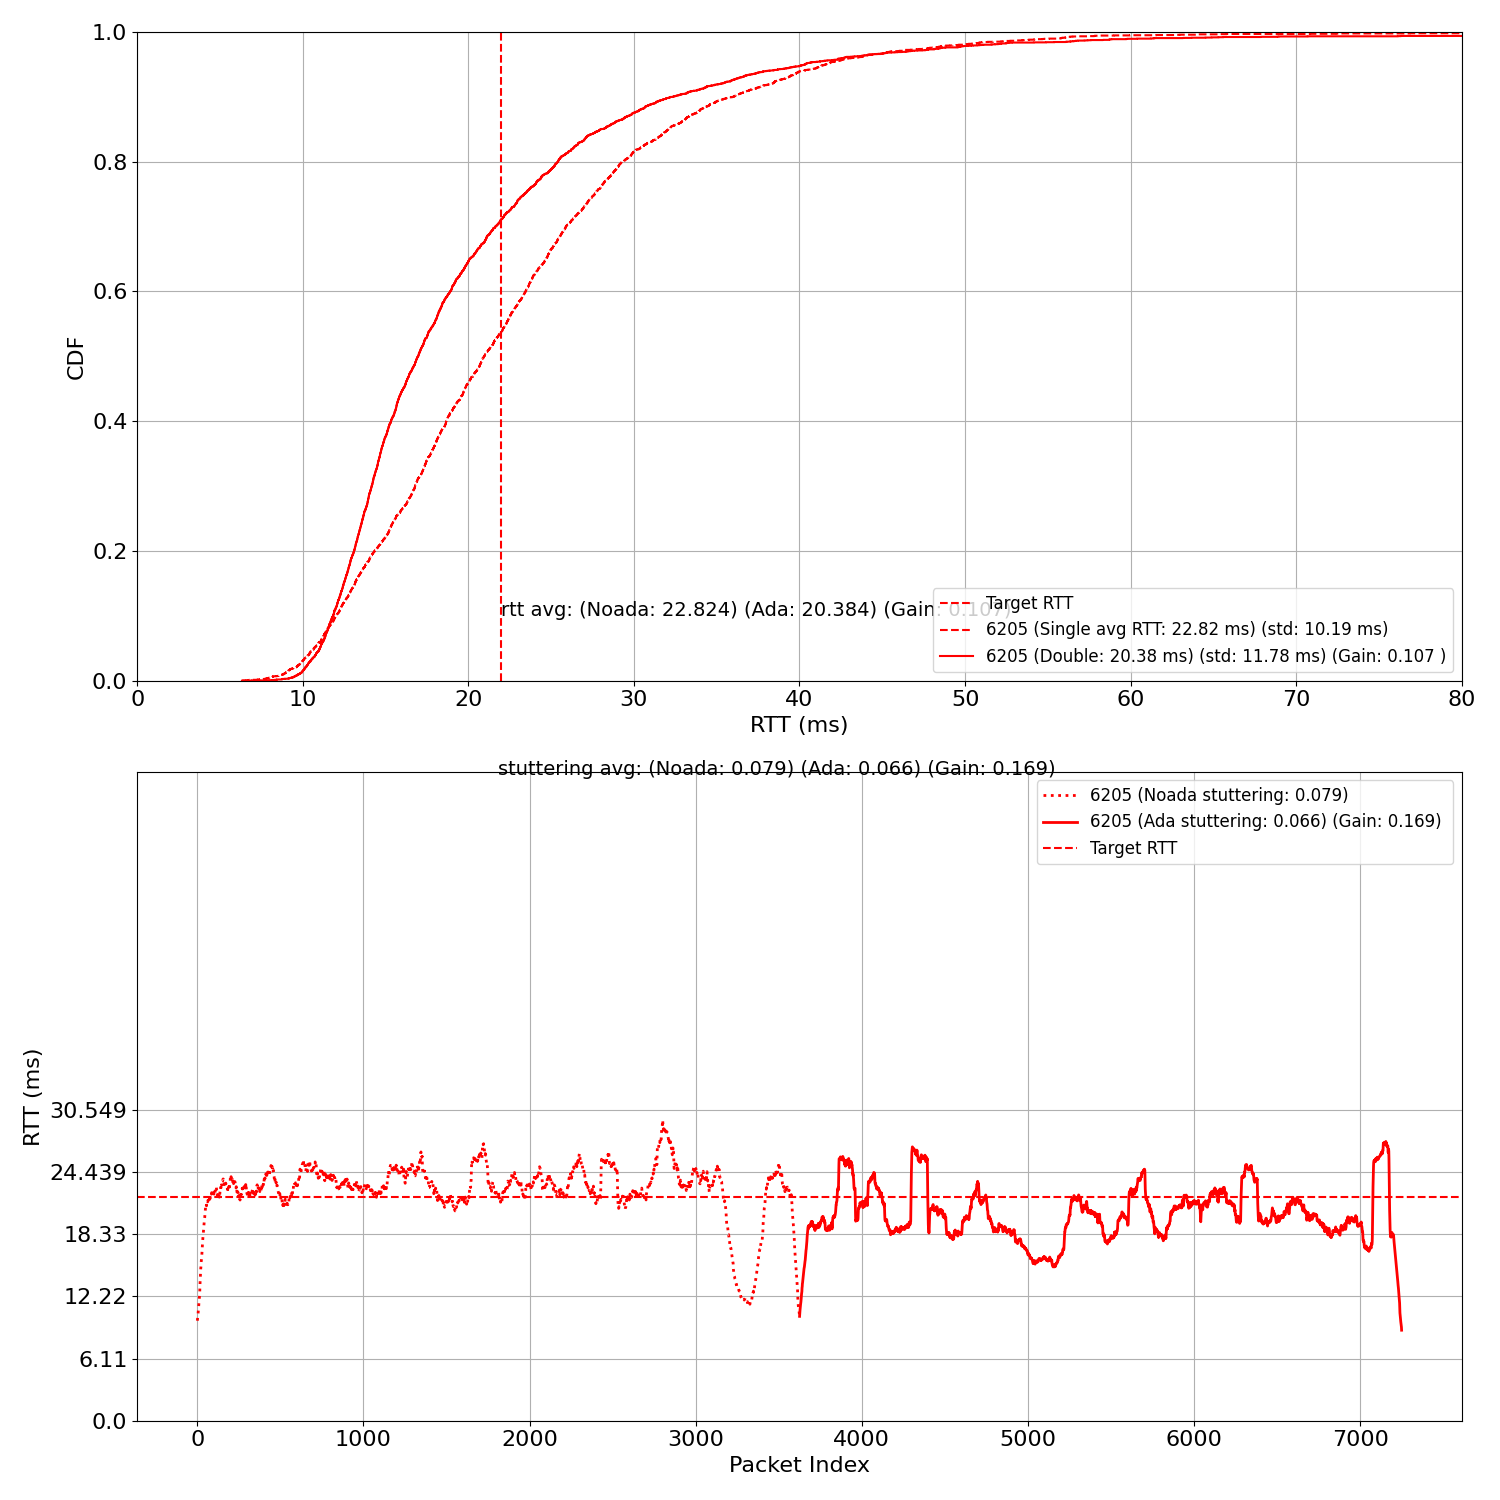 1.0
0.8
0.6
0.4
0.2
0.0
CDF
0 10 20 30 40 50 60 70 80
RTT (ms)
rtt avg: (Noada: 22.824) (Ada: 20.384) (Gain: 0.107)
Target RTT
6205 (Single avg RTT: 22.82 ms) (std: 10.19 ms)
6205 (Double: 20.38 ms) (std: 11.78 ms) (Gain: 0.107 )
stuttering avg: (Noada: 0.079) (Ada: 0.066) (Gain: 0.169)
6205 (Noada stuttering: 0.079)
6205 (Ada stuttering: 0.066) (Gain: 0.169)
Target RTT
RTT (ms)
30.549
24.439
18.33
12.22
6.11
0.0
0 1000 2000 3000 4000 5000 6000 7000
Packet Index